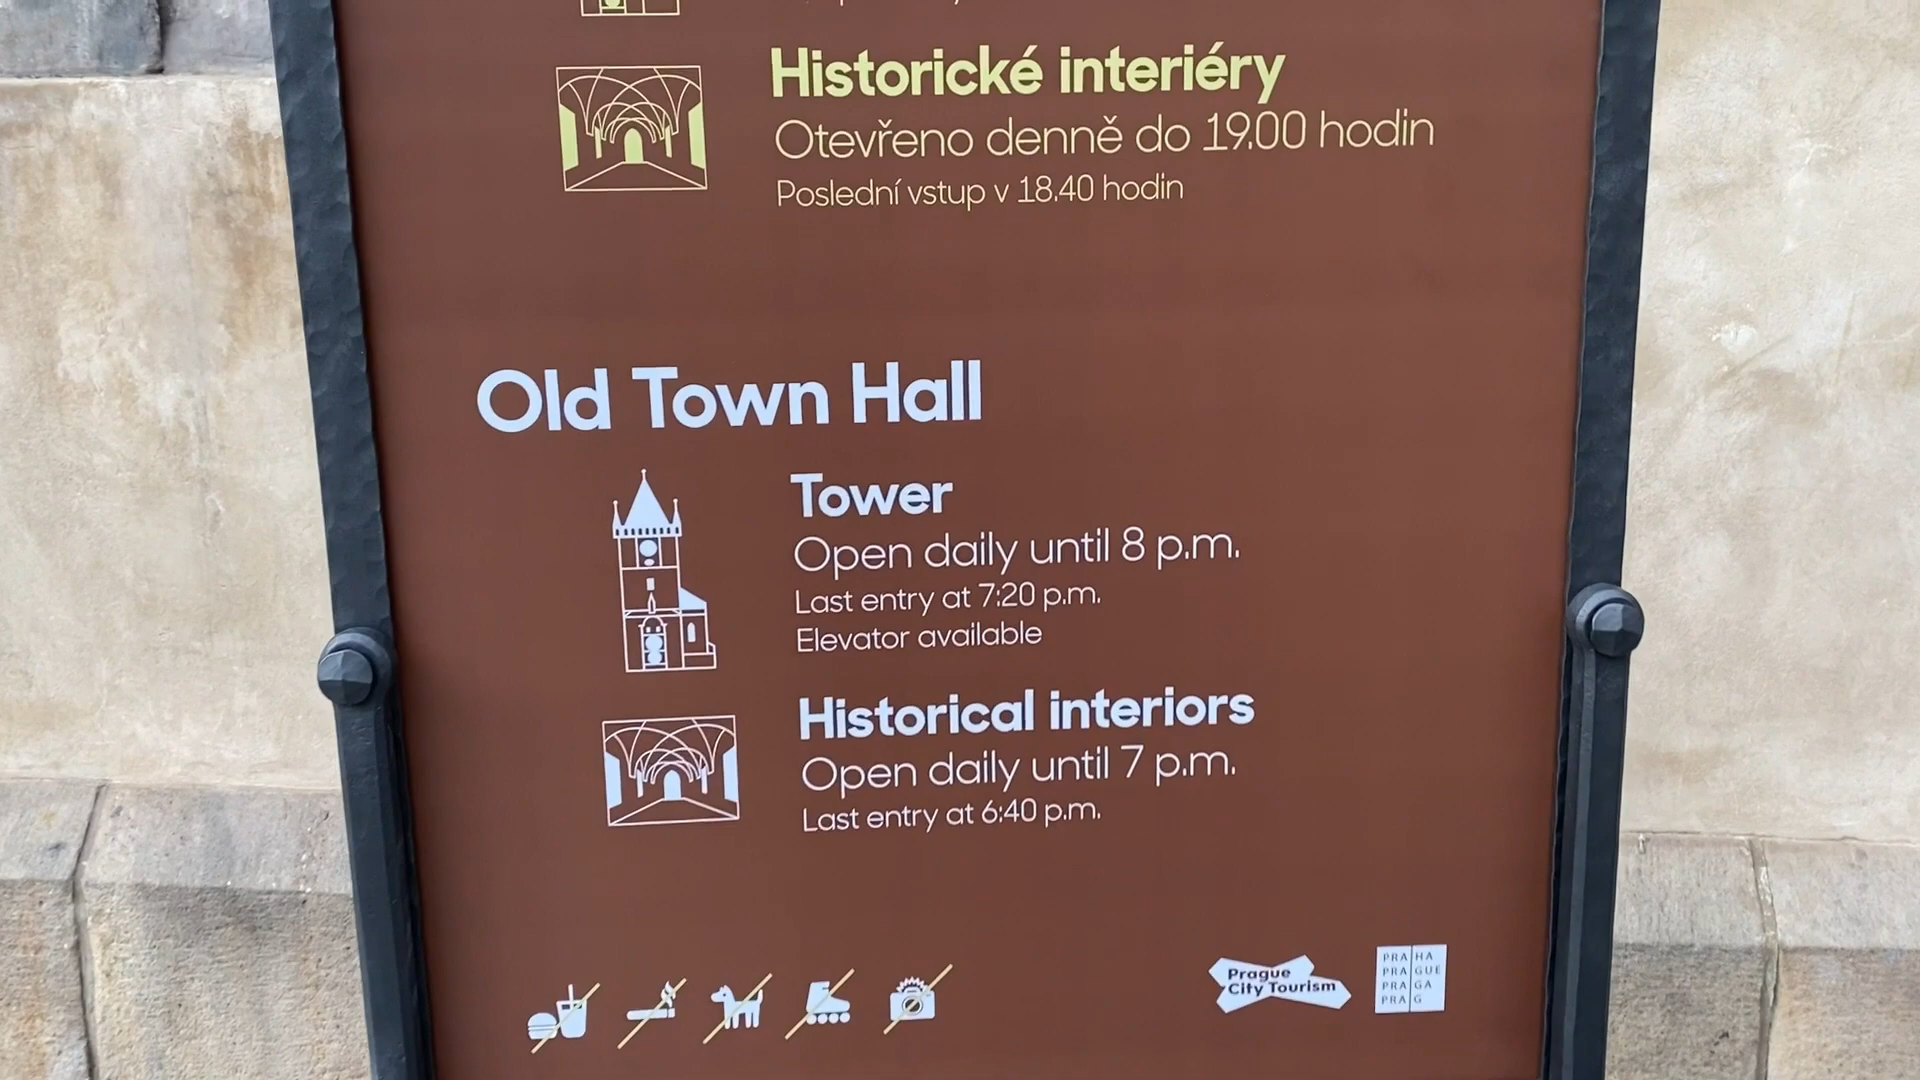 Historické interiéry
Otevřeno denně do 19.00 hodin
Poslední vstup v 18.40 hodin
Old Town Hall
Tower
Open daily until 8 p.m.
Last entry at 7:20 p.m.
Elevator available
Historical interiors
Open daily until 7 p.m.
Last entry at 6:40 p.m.
Prague
City Tourism
PRA HA
PRA GUE
PRA GA
PRA G